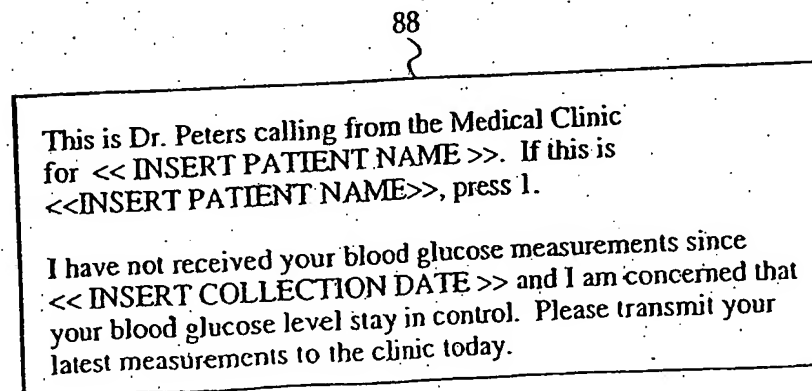 88
This is Dr. Peters calling from the Medical Clinic
for << INSERT PATIENT NAME >>. If this is
<<INSERT PATIENT NAME>>, press 1.
I have not received your blood glucose measurements since
<< INSERT COLLECTION DATE >> and I am concerned that
your blood glucose level stay in control. Please transmit your
latest measurements to the clinic today.